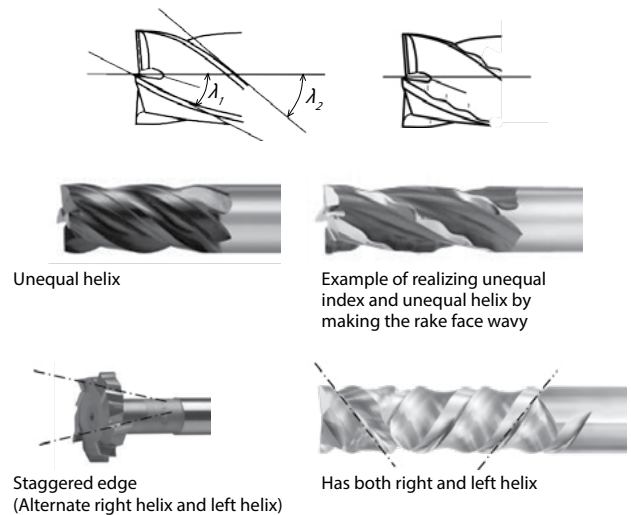 λ1
λ2
Unequal helix
Example of realizing unequal
index and unequal helix by
making the rake face wavy
Staggered edge
(Alternate right helix and left helix)
Has both right and left helix